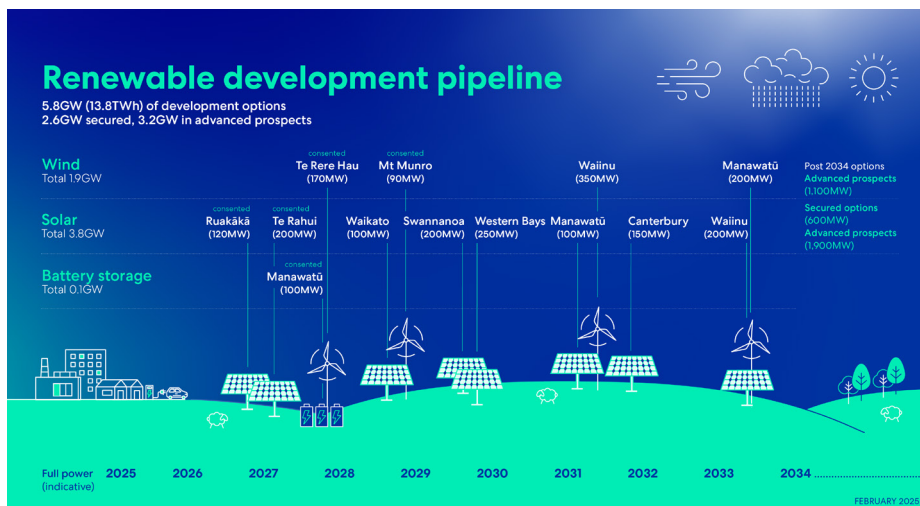 Renewable development pipeline
5.8GW (13.8TWh) of development options
2.6GW secured, 3.2GW in advanced prospects
Wind
Total 1.9GW
consented
Te Rere Hau
(170MW)
consented
Mt Munro
(90MW)
Waiinu
(350MW)
Manawatū
(200MW)
Post 2034 options
Advanced prospects
(1,100MW)
Solar
Total 3.8GW
consented
Ruakākā
(120MW)
consented
Te Rahui
(200MW)
Waikato
(100MW)
Swannanoa
(200MW)
Western Bays
(250MW)
Manawatū
(100MW)
Canterbury
(150MW)
Waiinu
(200MW)
Secured options
(600MW)
Advanced prospects
(1,900MW)
Battery storage
Total 0.1GW
consented
Manawatū
(100MW)
Full power
(indicative)
2025 2026 2027 2028 2029 2030 2031 2032 2033 2034
FEBRUARY 2025